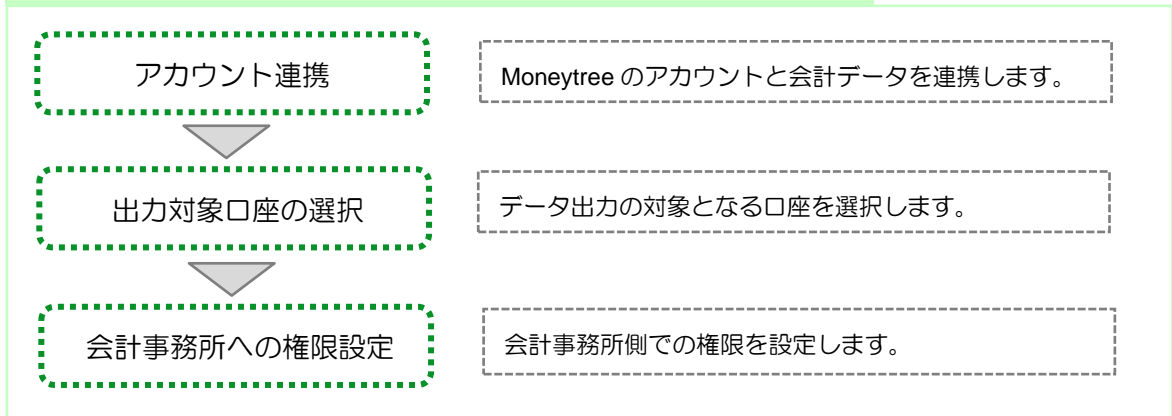 アカウント連携
Moneytree のアカウントと会計データを連携します。
出力対象口座の選択
データ出力の対象となる口座を選択します。
会計事務所への権限設定
会計事務所側での権限を設定します。